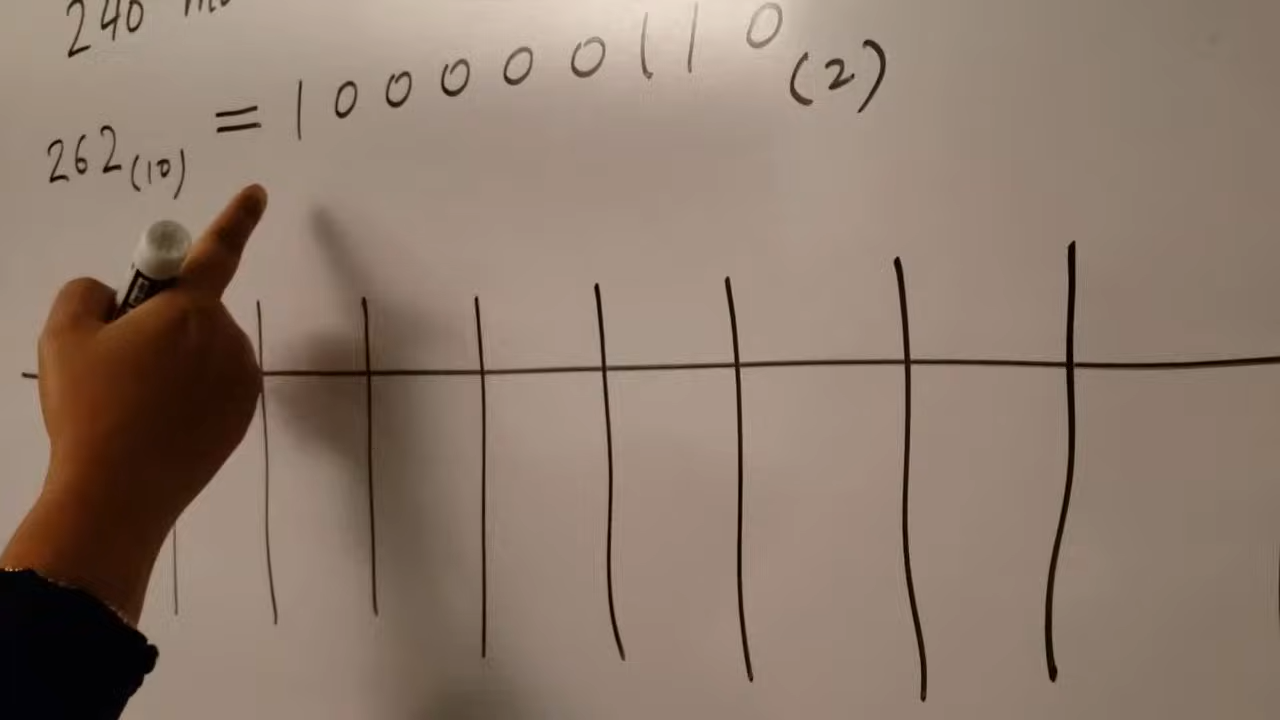 240
262(10) = 100000110 (2)